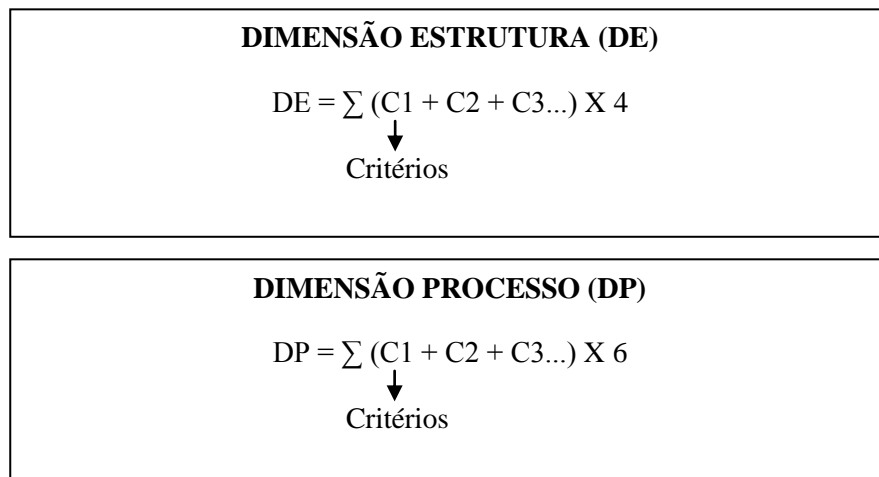 DIMENSÃO ESTRUTURA (DE)
DE = ∑ (C1 + C2 + C3...) X 4
Critérios
DIMENSÃO PROCESSO (DP)
DP = ∑ (C1 + C2 + C3...) X 6
Critérios